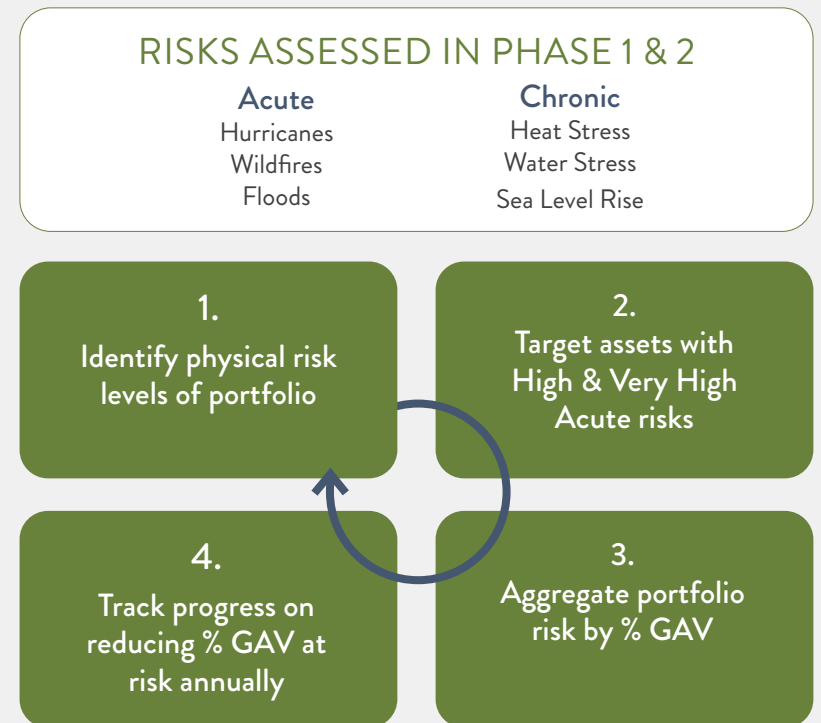 RISKS ASSESSED IN PHASE 1 & 2
Acute
Hurricanes
Wildfires
Floods
Chronic
Heat Stress
Water Stress
Sea Level Rise
1.
Identify physical risk
levels of portfolio
2.
Target assets with
High & Very High
Acute risks
3.
Aggregate portfolio
risk by % GAV
4.
Track progress on
reducing % GAV at
risk annually